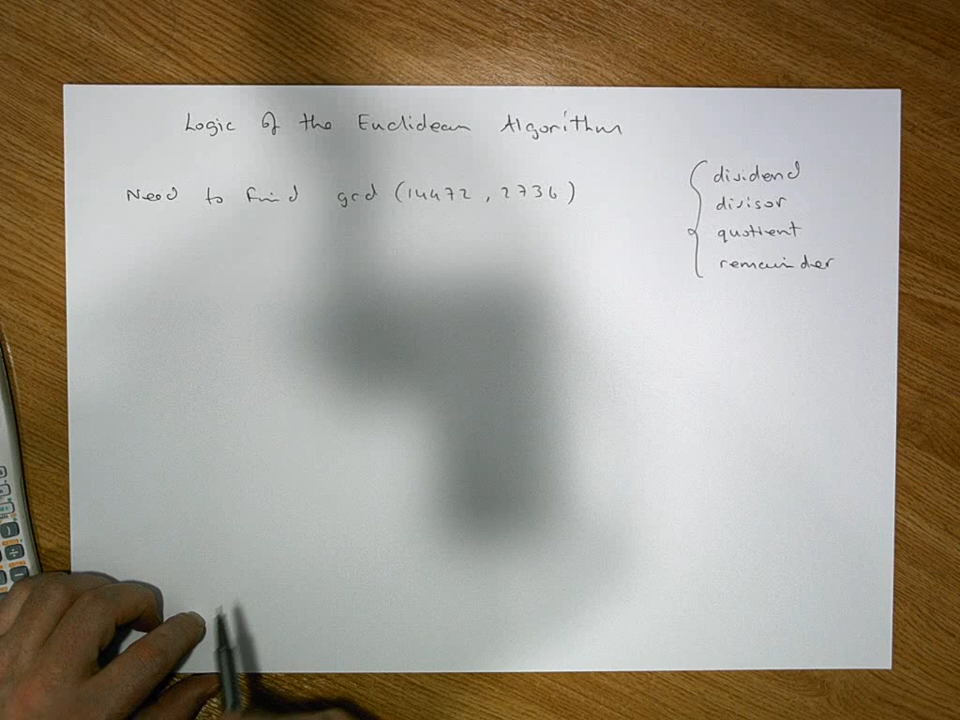 Logic of the Euclidean Algorithm
Need to find gcd (14472, 2736)
dividend
divisor
quotient
remainder